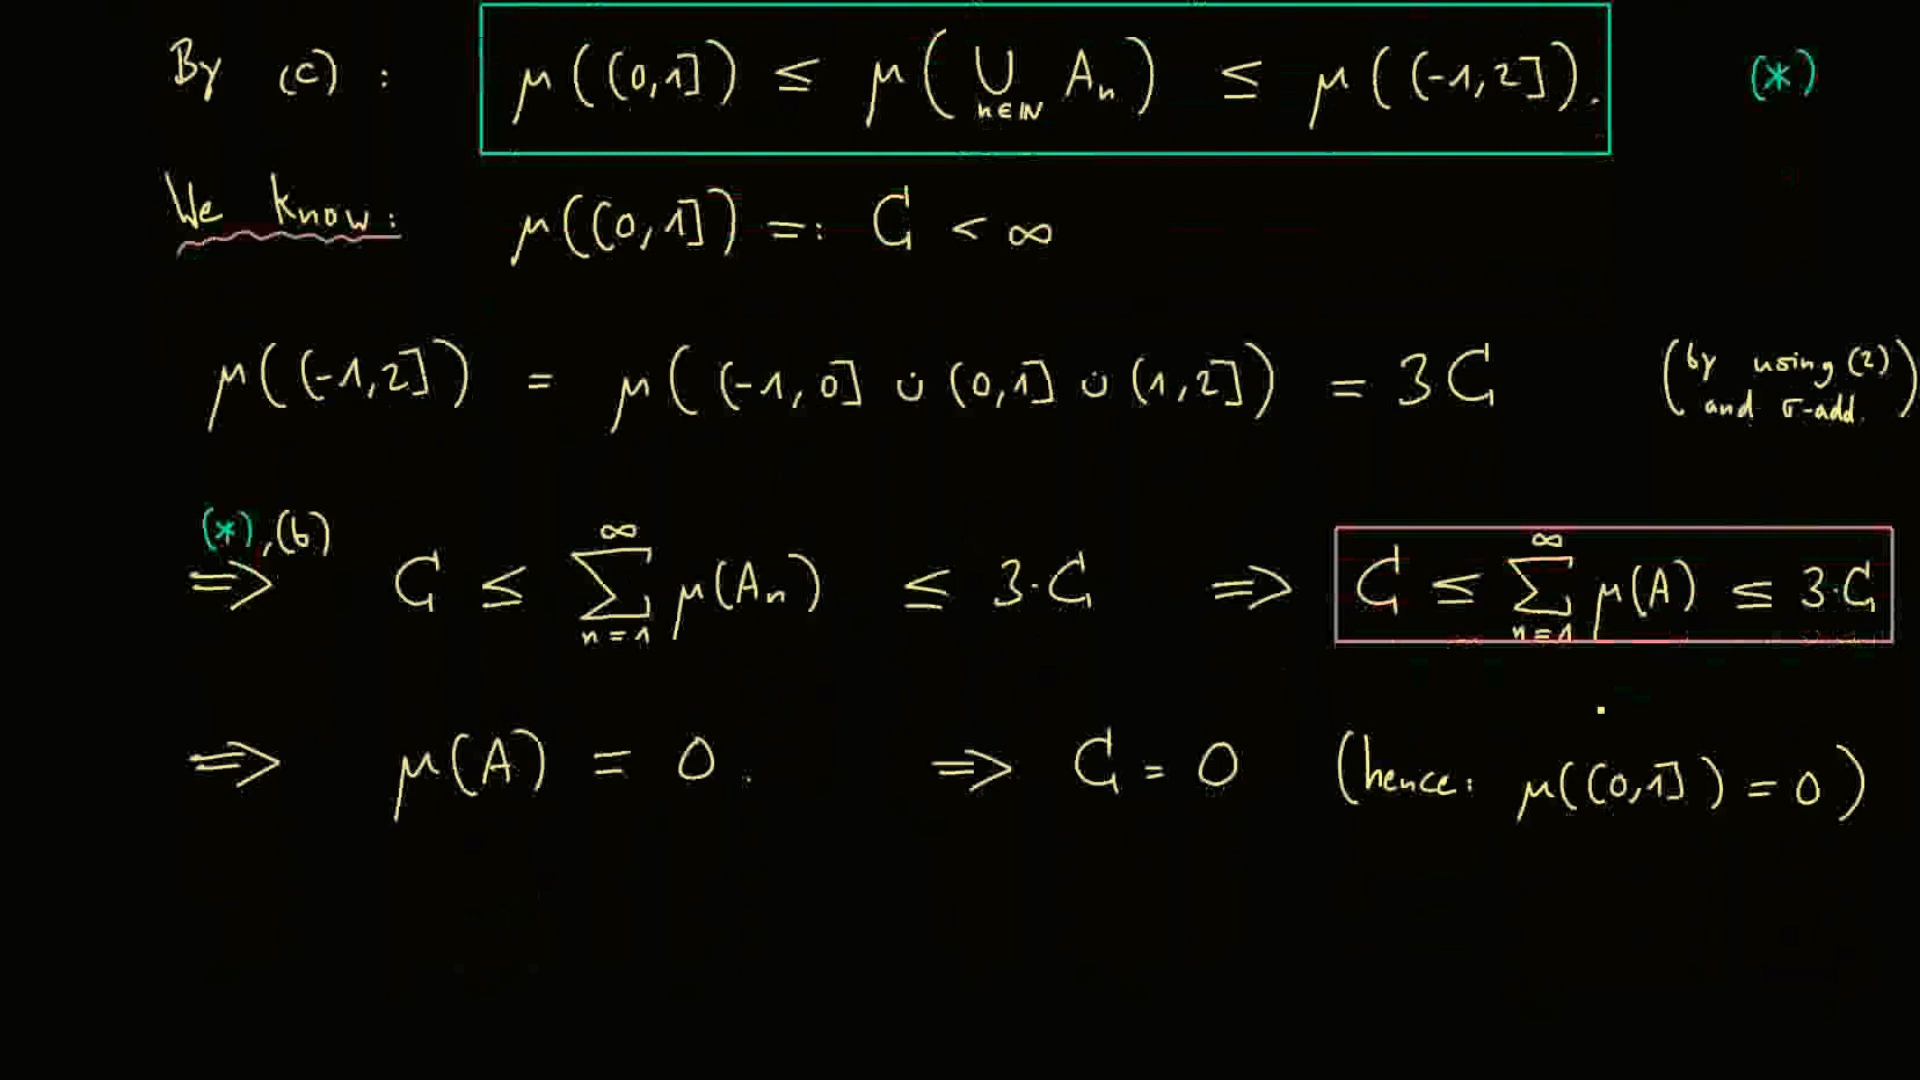 By (c) : μ((0,1]) ≤ μ( ⋃_{n∈ℕ} A_n ) ≤ μ((-1,2]). (*)
We know: μ((0,1]) =: C < ∞
μ((-1,2]) = μ( (-1,0] ∪̇ (0,1] ∪̇ (1,2]) = 3C (by using (2) and σ-add.)
(*),(b) ⟹ C ≤ ∑_{n=1}^{∞} μ(A_n) ≤ 3·C ⟹ C ≤ ∑_{n=1}^{∞} μ(A) ≤ 3·C
⟹ μ(A) = 0. ⟹ C = 0 (hence: μ((0,1]) = 0)